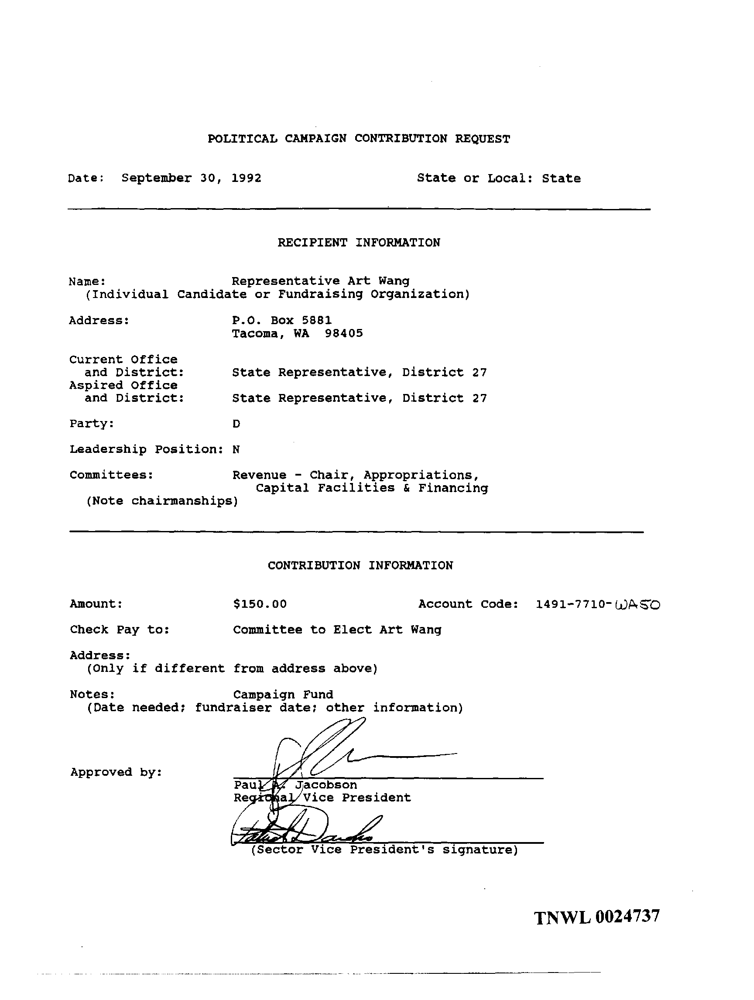 POLITICAL CAMPAIGN CONTRIBUTION REQUEST
Date: September 30, 1992 State or Local: State
RECIPIENT INFORMATION
Name: Representative Art Wang
(Individual Candidate or Fundraising Organization)
Address: P.O. Box 5881
Tacoma, WA 98405
Current Office
and District: State Representative, District 27
Aspired Office
and District: State Representative, District 27
Party: D
Leadership Position: N
Committees: Revenue - Chair, Appropriations,
Capital Facilities & Financing
(Note chairmanships)
CONTRIBUTION INFORMATION
Amount: $150.00 Account Code: 1491-7710-WA50
Check Pay to: Committee to Elect Art Wang
Address:
(Only if different from address above)
Notes: Campaign Fund
(Date needed; fundraiser date; other information)
Approved by:
Paul Jacobson
Regional Vice President
(Sector Vice President's signature)
TNWL 0024737